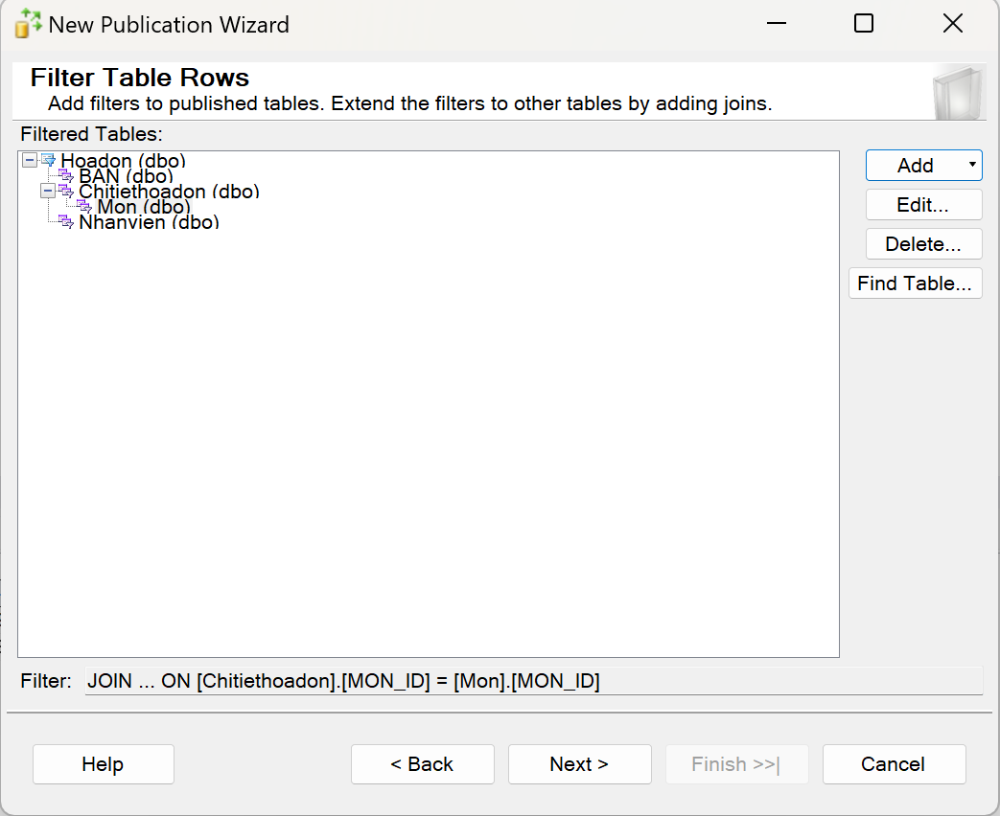 New Publication Wizard
Filter Table Rows
Add filters to published tables. Extend the filters to other tables by adding joins.
Filtered Tables:
Hoadon (dbo)
BAN (dbo)
Chitiethoadon (dbo)
Mon (dbo)
Nhanvien (dbo)
Add
Edit...
Delete...
Find Table...
Filter: JOIN ... ON [Chitiethoadon].[MON_ID] = [Mon].[MON_ID]
Help < Back Next > Finish >>| Cancel